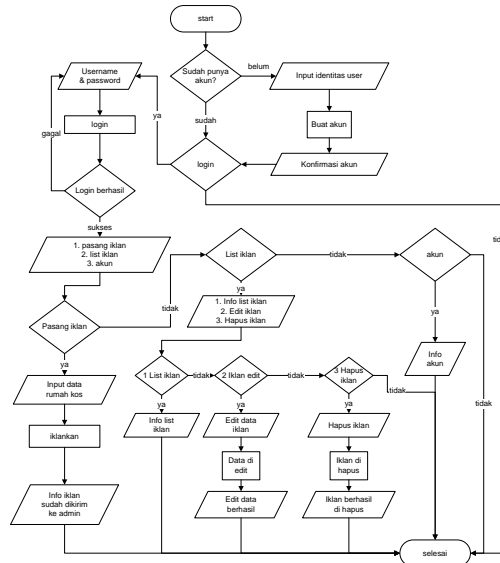 start
Sudah punya
akun?
belum
Input identitas user
Buat akun
Konfirmasi akun
sudah
login
ya
Username
& password
login
gagal
Login berhasil
sukses
1. pasang iklan
2. list iklan
3. akun
Pasang iklan
tidak
List iklan
tidak
akun
ya
1. Info list iklan
2. Edit iklan
3. Hapus iklan
ya
Info
akun
tidak
ya
Input data
rumah kos
iklankan
Info iklan
sudah dikirim
ke admin
1 List iklan
tidak
2 Iklan edit
tidak
3 Hapus
iklan
tidak
ya
ya
ya
Info list
iklan
Edit data
iklan
Hapus iklan
Data di
edit
Iklan di
hapus
Edit data
berhasil
Iklan berhasil
di hapus
selesai